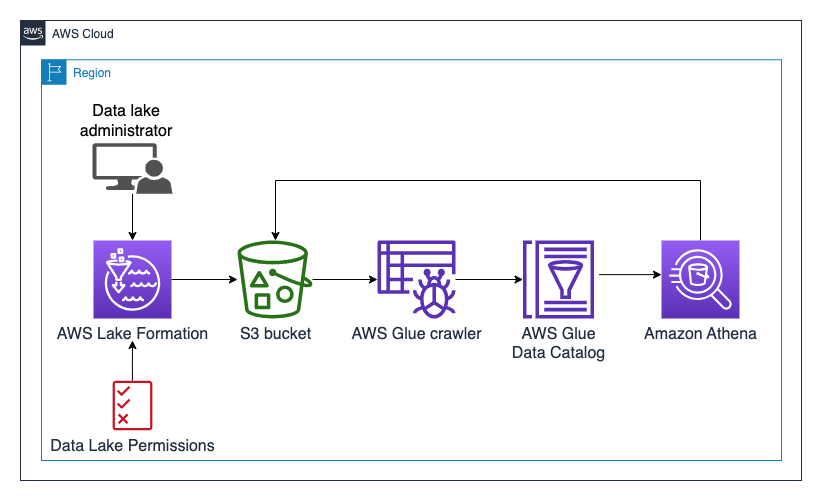 aws
AWS Cloud
Region
Data lake
administrator
AWS Lake Formation
S3 bucket
AWS Glue crawler
AWS Glue
Data Catalog
Amazon Athena
Data Lake Permissions